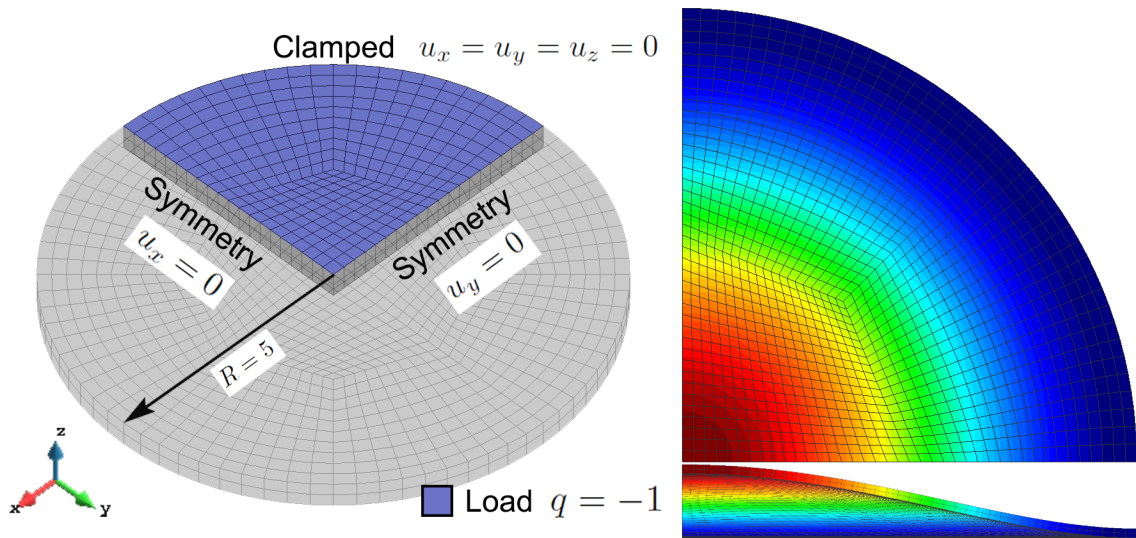 Clamped $u_x = u_y = u_z = 0$
Symmetry
$u_x = 0$
Symmetry
$u_y = 0$
$R = 5$
z
x
y
Load $q = -1$